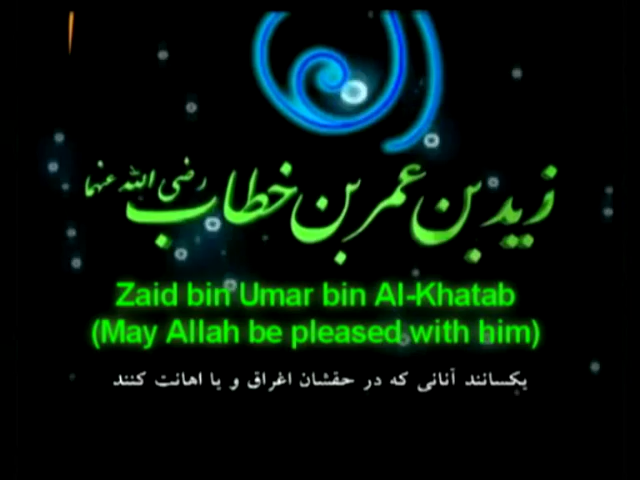 زید بن عمر بن خطاب رضی الله عنهما
Zaid bin Umar bin Al-Khatab
(May Allah be pleased with him)
یکسانند آنانی که در حقشان اغراق و یا اهانت کنند